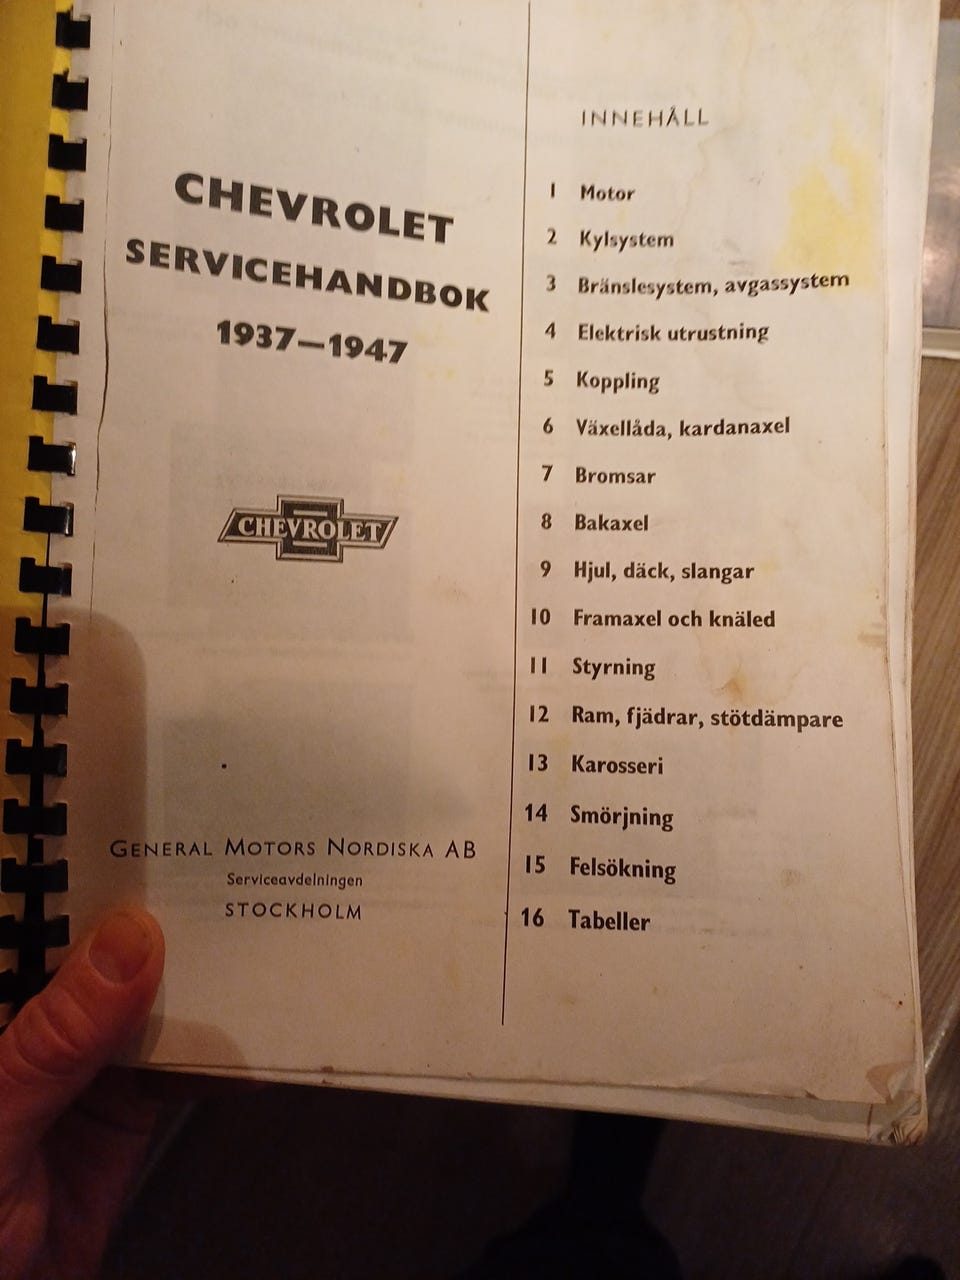 CHEVROLET
SERVICEHANDBOK
1937—1947
CHEVROLET
GENERAL MOTORS NORDISKA AB
Serviceavdelningen
STOCKHOLM
INNEHÅLL
1 Motor
2 Kylsystem
3 Bränslesystem, avgassystem
4 Elektrisk utrustning
5 Koppling
6 Växellåda, kardanaxel
7 Bromsar
8 Bakaxel
9 Hjul, däck, slangar
10 Framaxel och knäled
11 Styrning
12 Ram, fjädrar, stötdämpare
13 Karosseri
14 Smörjning
15 Felsökning
16 Tabeller